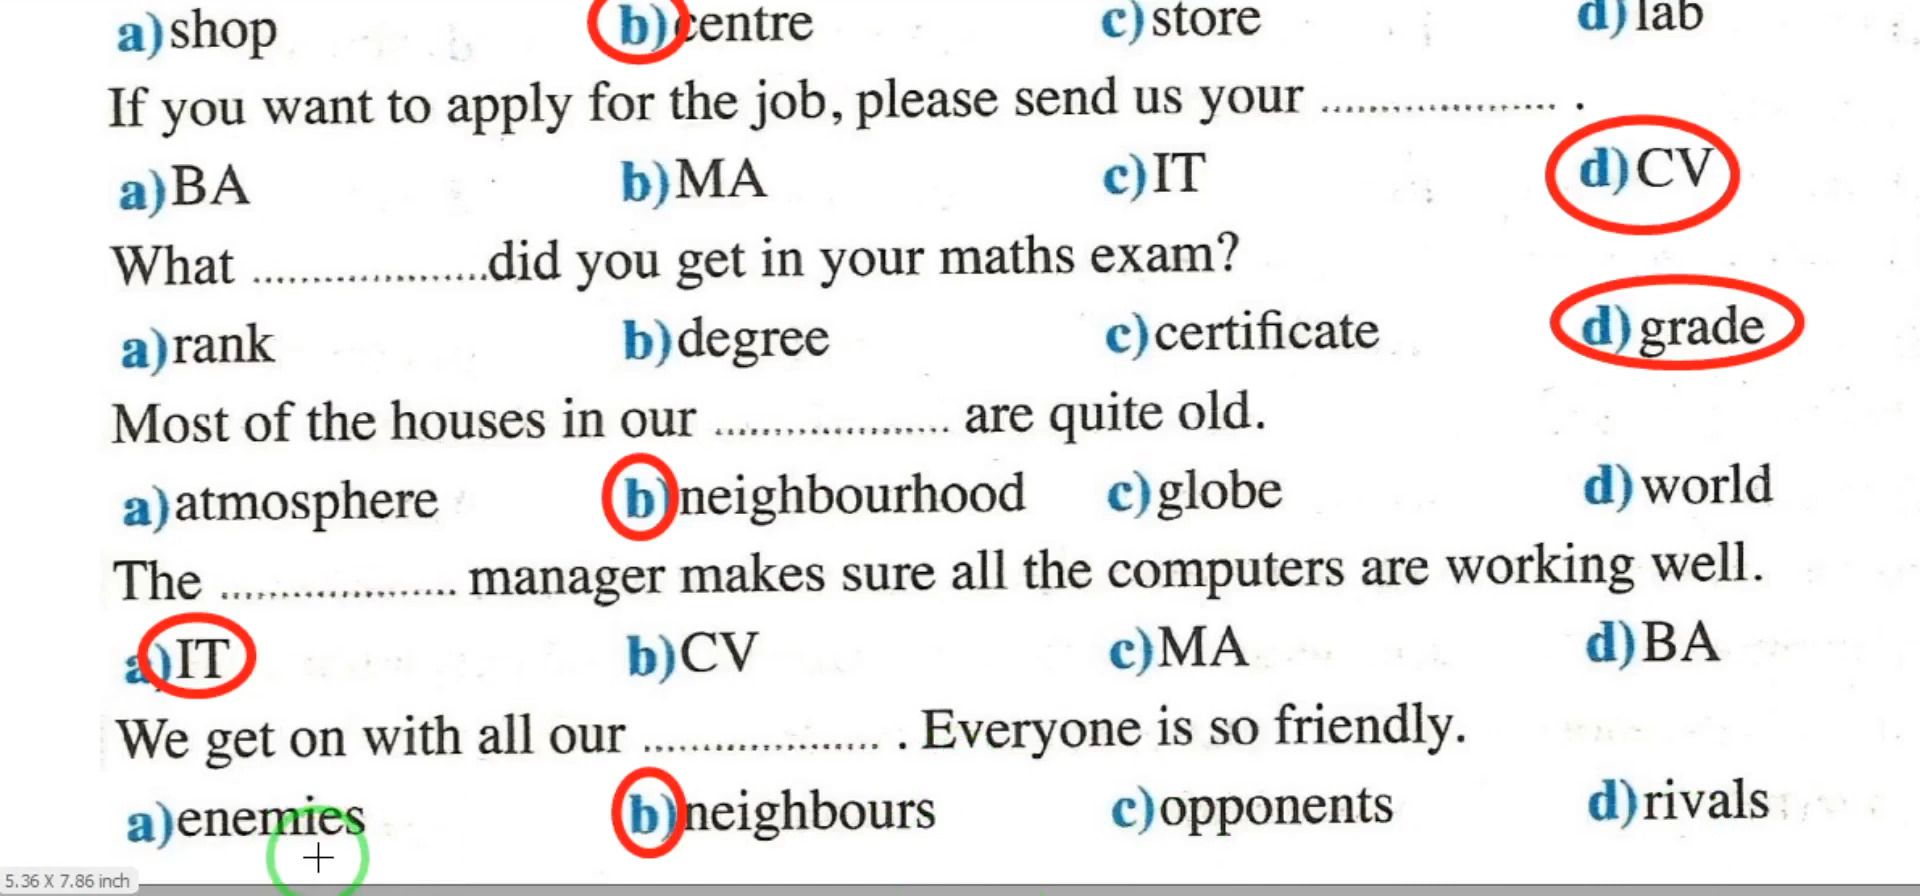 a) shop b) centre c) store d) lab
If you want to apply for the job, please send us your .................... .
a) BA b) MA c) IT d) CV
What ....................did you get in your maths exam?
a) rank b) degree c) certificate d) grade
Most of the houses in our .................... are quite old.
a) atmosphere b) neighbourhood c) globe d) world
The .................... manager makes sure all the computers are working well.
a) IT b) CV c) MA d) BA
We get on with all our .................... . Everyone is so friendly.
a) enemies b) neighbours c) opponents d) rivals
5.36 X 7.86 inch